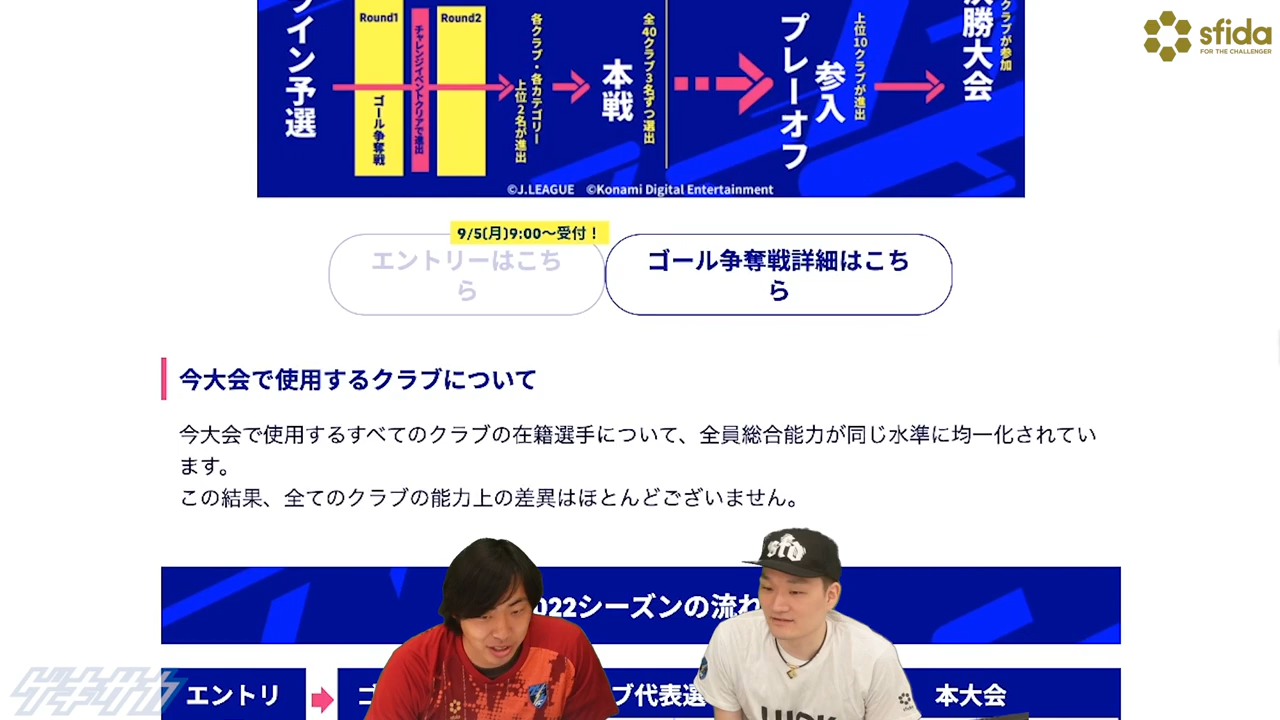 イン予選
Round1
ゴール争奪戦
チャレンジイベントクリアで進出
Round2
各クラブ・各カテゴリー
上位2名が進出
本戦
全40クラブ3名ずつ選出
プレーオフ
参入
上位10クラブが進出
決勝大会
クラブが参加
©J.LEAGUE ©Konami Digital Entertainment
sfida
FOR THE CHALLENGER
9/5(月)9:00～受付！
エントリーはこち
ら
ゴール争奪戦詳細はこち
ら
今大会で使用するクラブについて
今大会で使用するすべてのクラブの在籍選手について、全員総合能力が同じ水準に均一化されてい
ます。
この結果、全てのクラブの能力上の差異はほとんどございません。
022シーズンの流れ
エントリ
ゴ
ブ代表選
本大会
ゲキサカ
sfd
sfida